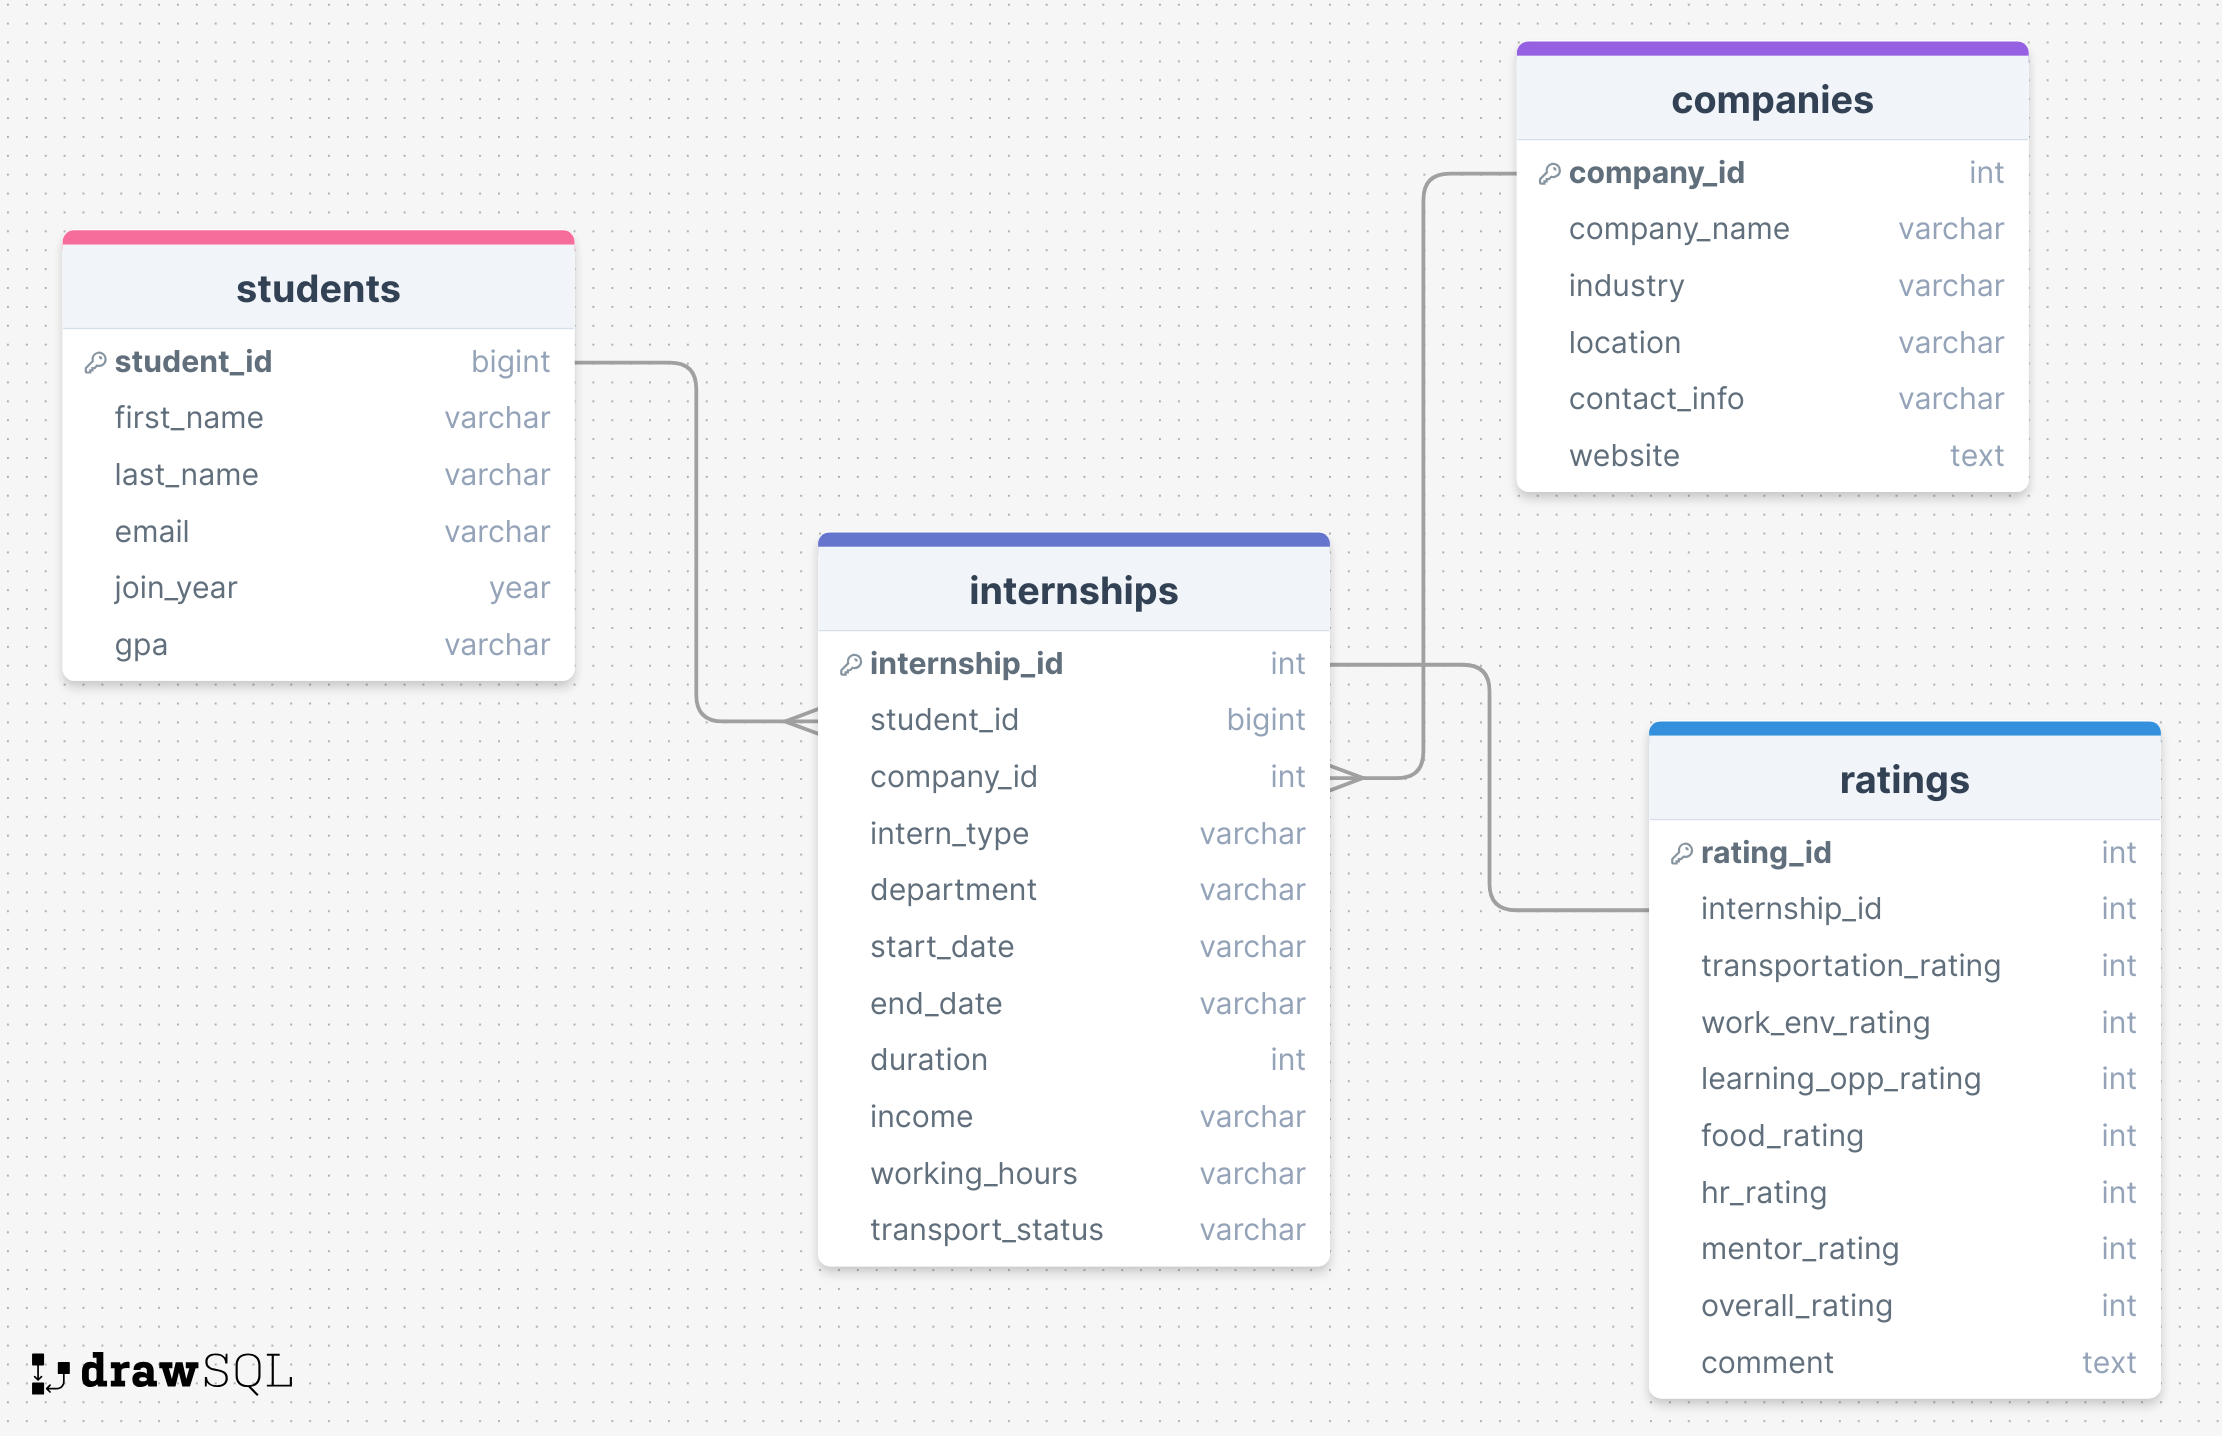 students
student_id bigint
first_name varchar
last_name varchar
email varchar
join_year year
gpa varchar
internships
internship_id int
student_id bigint
company_id int
intern_type varchar
department varchar
start_date varchar
end_date varchar
duration int
income varchar
working_hours varchar
transport_status varchar
companies
company_id int
company_name varchar
industry varchar
location varchar
contact_info varchar
website text
ratings
rating_id int
internship_id int
transportation_rating int
work_env_rating int
learning_opp_rating int
food_rating int
hr_rating int
mentor_rating int
overall_rating int
comment text
drawSQL